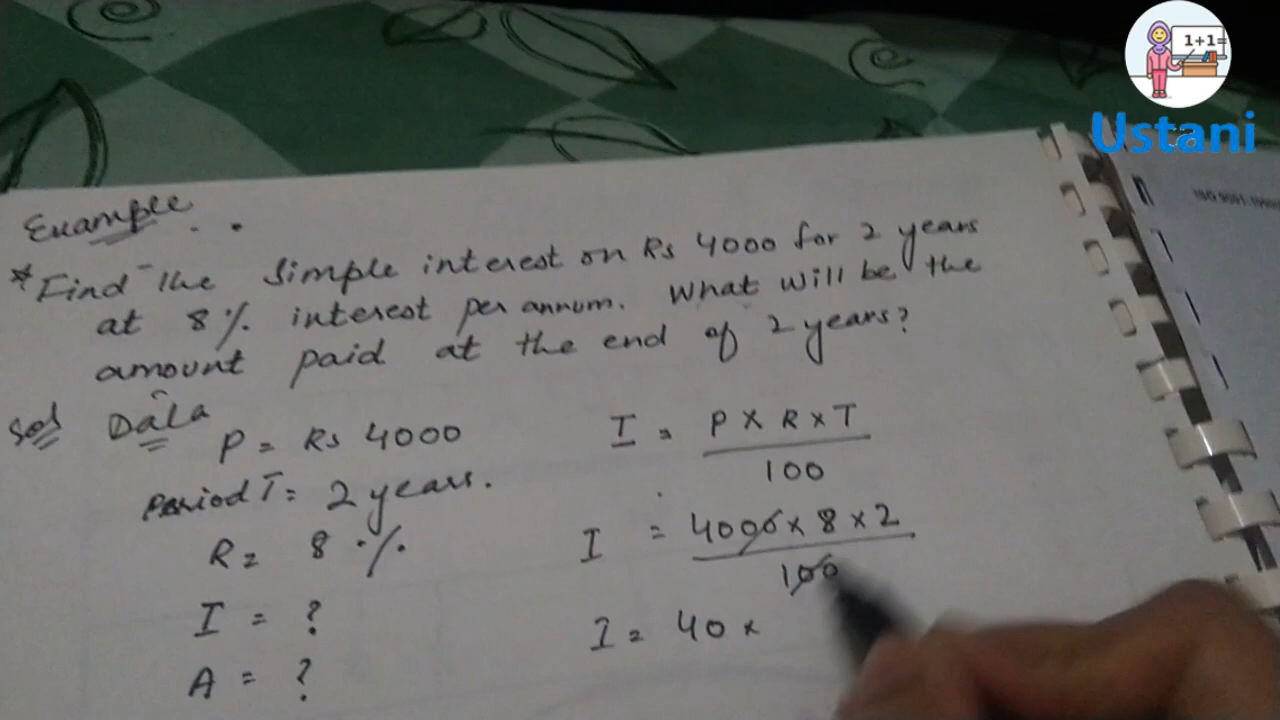 1+1=
Ustani
Example
*Find the Simple interest on Rs 4000 for 2 years
at 8% interest per annum. What will be the
amount paid at the end of 2 years?
Sol Data
P = Rs 4000
Period T = 2 years.
R = 8 %
I = ?
A = ?
I = P X R X T
100
I = 4000 x 8 x 2
100
I = 40 x